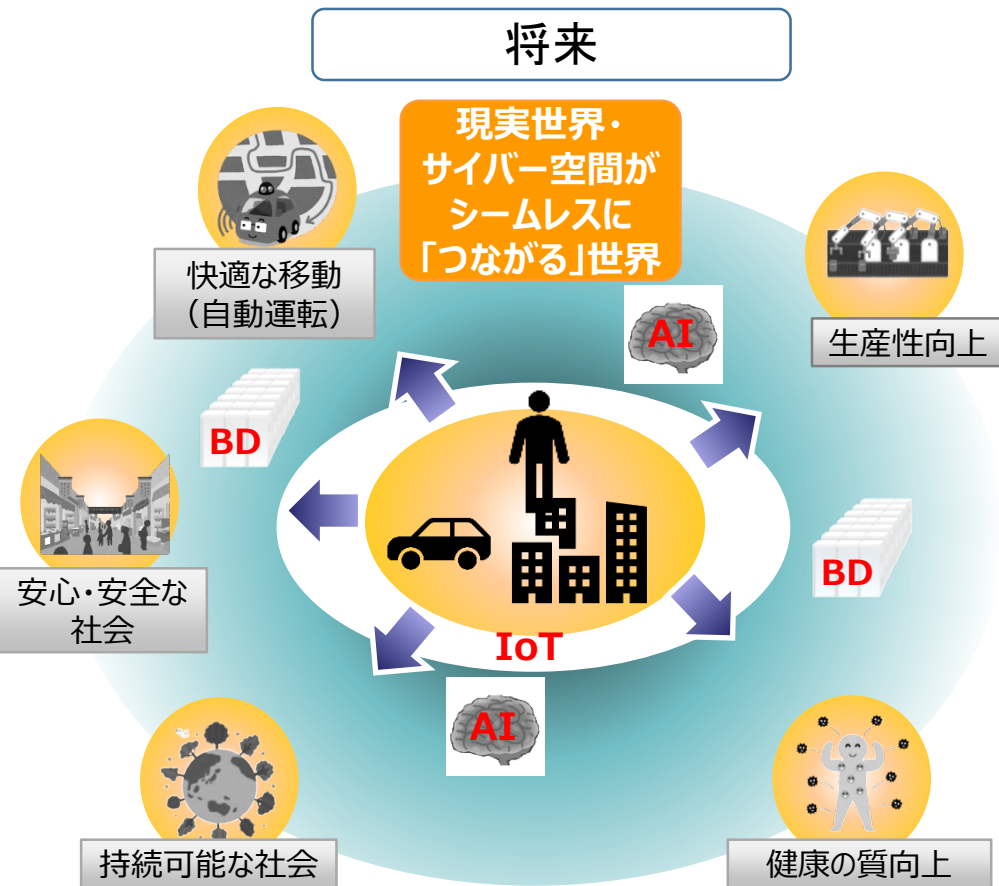 将来
現実世界・
サイバー空間が
シームレスに
「つながる」世界
快適な移動
（自動運転）
AI
生産性向上
BD
安心・安全な
社会
BD
IoT
AI
持続可能な社会
健康の質向上